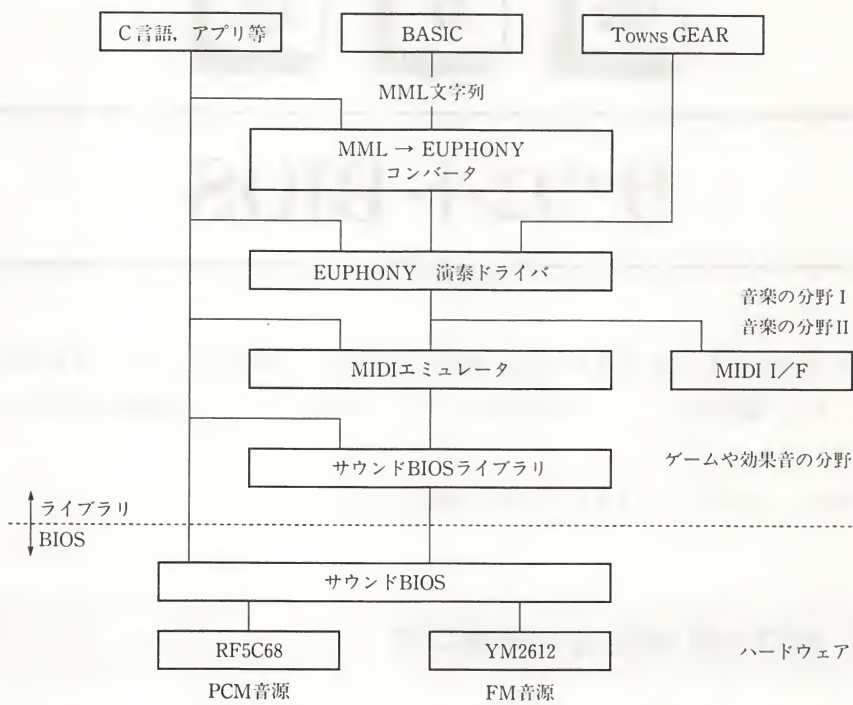 C言語，アプリ等
BASIC
TOWNS GEAR
MML文字列
MML → EUPHONY
コンバータ
EUPHONY 演奏ドライバ
音楽の分野 I
音楽の分野 II
MIDIエミュレータ
MIDI I/F
サウンドBIOSライブラリ
ゲームや効果音の分野
ライブラリ
BIOS
サウンドBIOS
RF5C68
YM2612
ハードウェア
PCM音源
FM音源